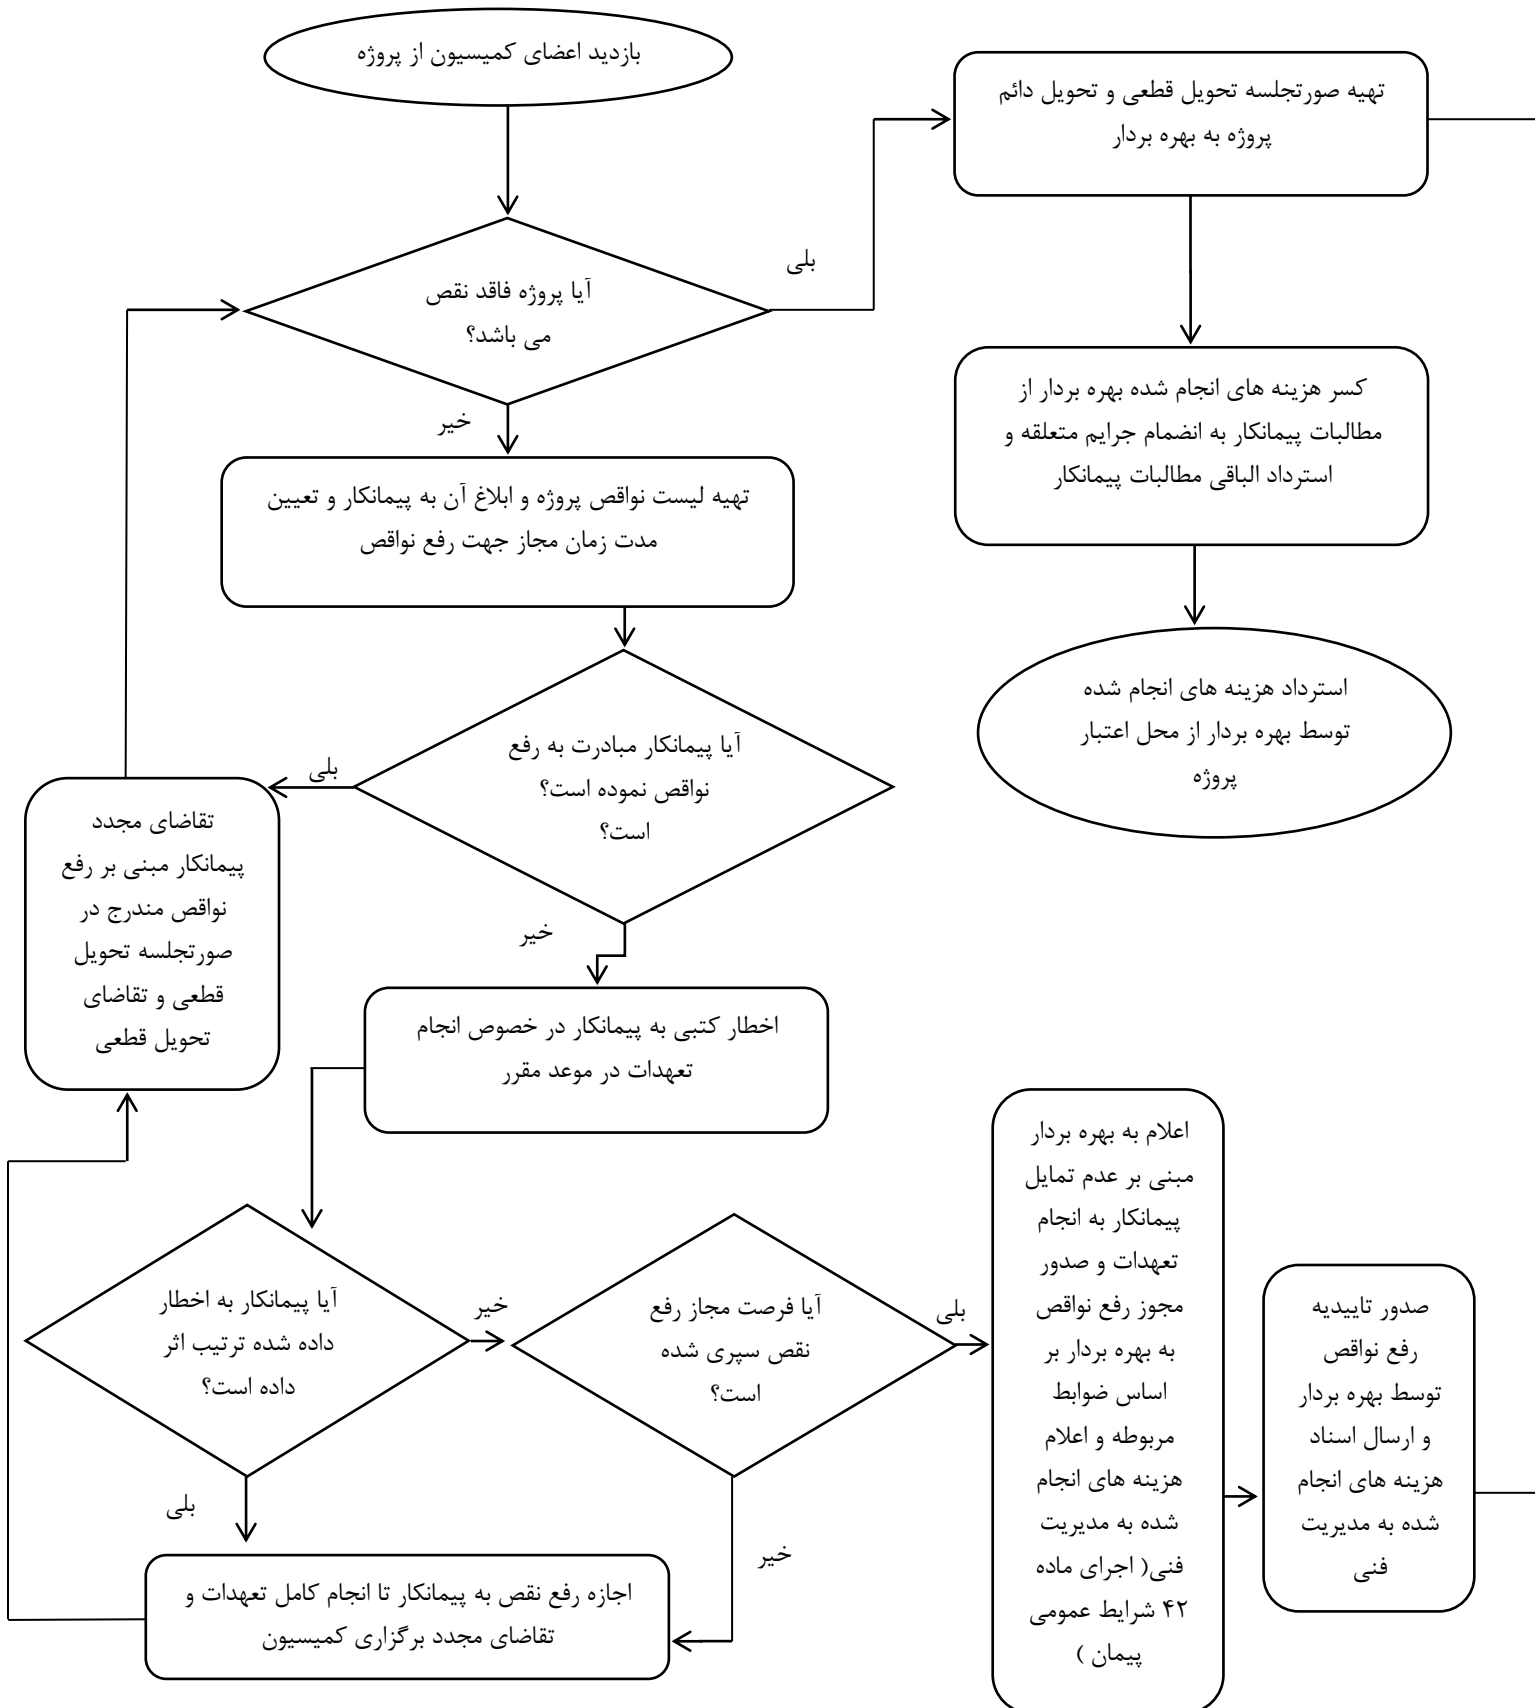 بازدید اعضای کمیسیون از پروژه
تهیه صورتجلسه تحویل قطعی و تحویل دائم
پروژه به بهره بردار
بلی
آیا پروژه فاقد نقص
می باشد؟
خیر
کسر هزینه های انجام شده بهره بردار از
مطالبات پیمانکار به انضمام جرایم متعلقه و
استرداد الباقی مطالبات پیمانکار
تهیه لیست نواقص پروژه و ابلاغ آن به پیمانکار و تعیین
مدت زمان مجاز جهت رفع نواقص
استرداد هزینه های انجام شده
توسط بهره بردار از محل اعتبار
پروژه
آیا پیمانکار مبادرت به رفع
نواقص نموده است؟
است؟
بلی
خیر
تقاضای مجدد
پیمانکار مبنی بر رفع
نواقص مندرج در
صورتجلسه تحویل
قطعی و تقاضای
تحویل قطعی
اخطار کتبی به پیمانکار در خصوص انجام
تعهدات در موعد مقرر
آیا پیمانکار به اخطار
داده شده ترتیب اثر
داده است؟
خیر
بلی
آیا فرصت مجاز رفع
نقص سپری شده
است؟
بلی
خیر
اعلام به بهره بردار
مبنی بر عدم تمایل
پیمانکار به انجام
تعهدات و صدور
مجوز رفع نواقص
به بهره بردار بر
اساس ضوابط
مربوطه و اعلام
هزینه های انجام
شده به مدیریت
فنی( اجرای ماده
۴۲ شرایط عمومی
پیمان )
صدور تاییدیه
رفع نواقص
توسط بهره بردار
و ارسال اسناد
هزینه های انجام
شده به مدیریت
فنی
اجازه رفع نقص به پیمانکار تا انجام کامل تعهدات و
تقاضای مجدد برگزاری کمیسیون